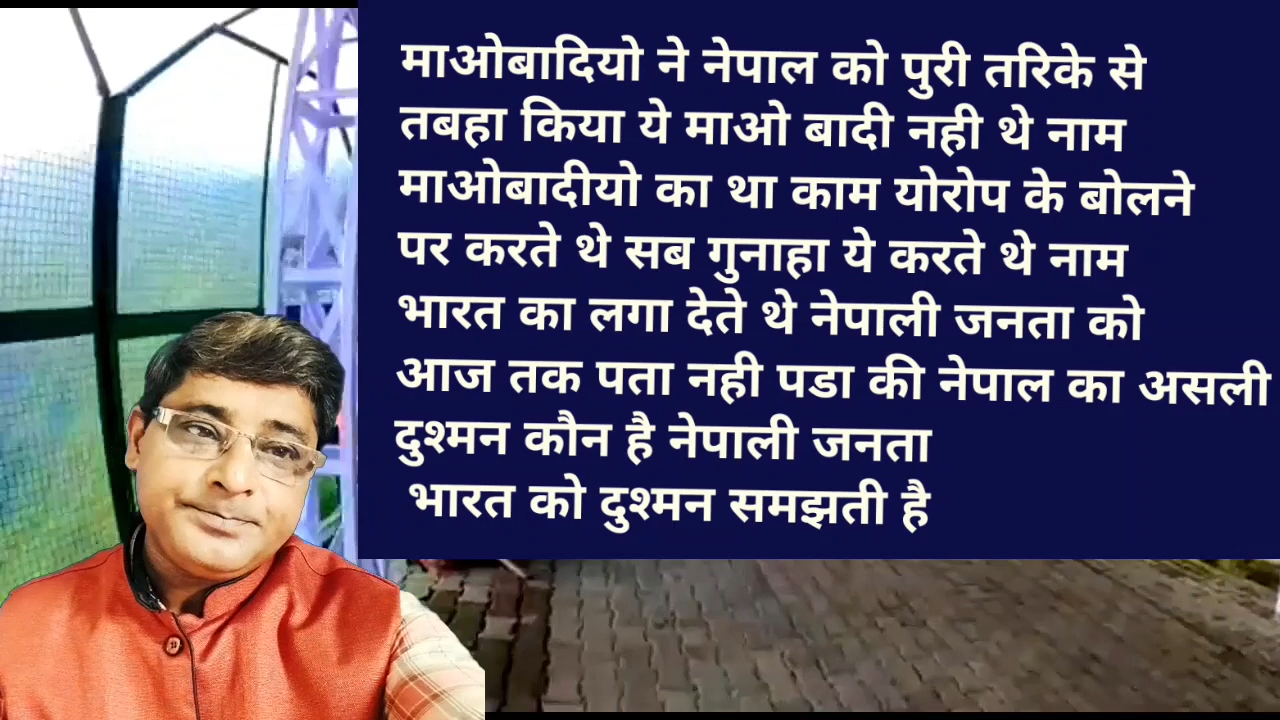 माओबादियो ने नेपाल को पुरी तरिके से
तबहा किया ये माओ बादी नही थे नाम
माओबादीयो का था काम योरोप के बोलने
पर करते थे सब गुनाहा ये करते थे नाम
भारत का लगा देते थे नेपाली जनता को
आज तक पता नही पडा की नेपाल का असली
दुश्मन कौन है नेपाली जनता
भारत को दुश्मन समझती है